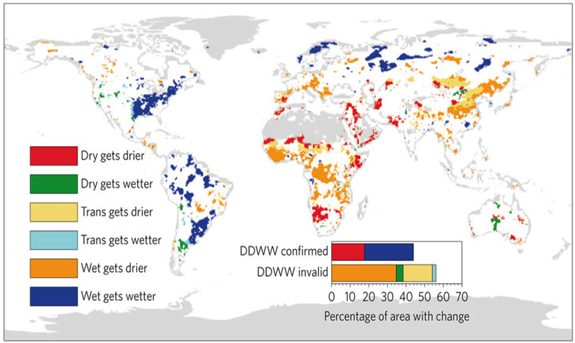 Dry gets drier
Dry gets wetter
Trans gets drier
Trans gets wetter
Wet gets drier
Wet gets wetter
DDWW confirmed
DDWW invalid
0 10 20 30 40 50 60 70
Percentage of area with change